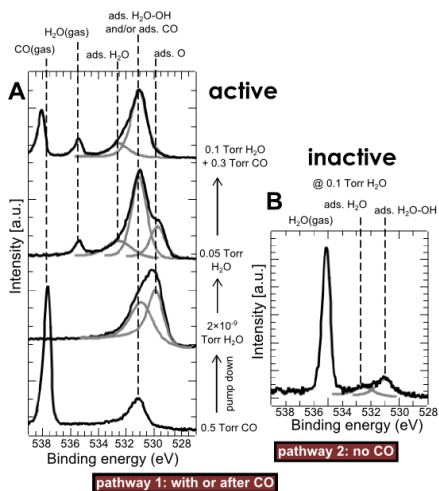 ads. H₂O-OH
and/or ads. CO
H₂O(gas)
ads. H₂O
ads. O
CO(gas)
A
active
0.1 Torr H₂O
+ 0.3 Torr CO
0.05 Torr
H₂O
2×10⁻⁹
Torr H₂O
pump down
0.5 Torr CO
Intensity [a.u.]
538 536 534 532 530 528
Binding energy (eV)
pathway 1: with or after CO
inactive
@ 0.1 Torr H₂O
B
ads. H₂O
H₂O(gas)
ads. H₂O-OH
Intensity [a.u.]
538 536 534 532 530 528
Binding energy (eV)
pathway 2: no CO